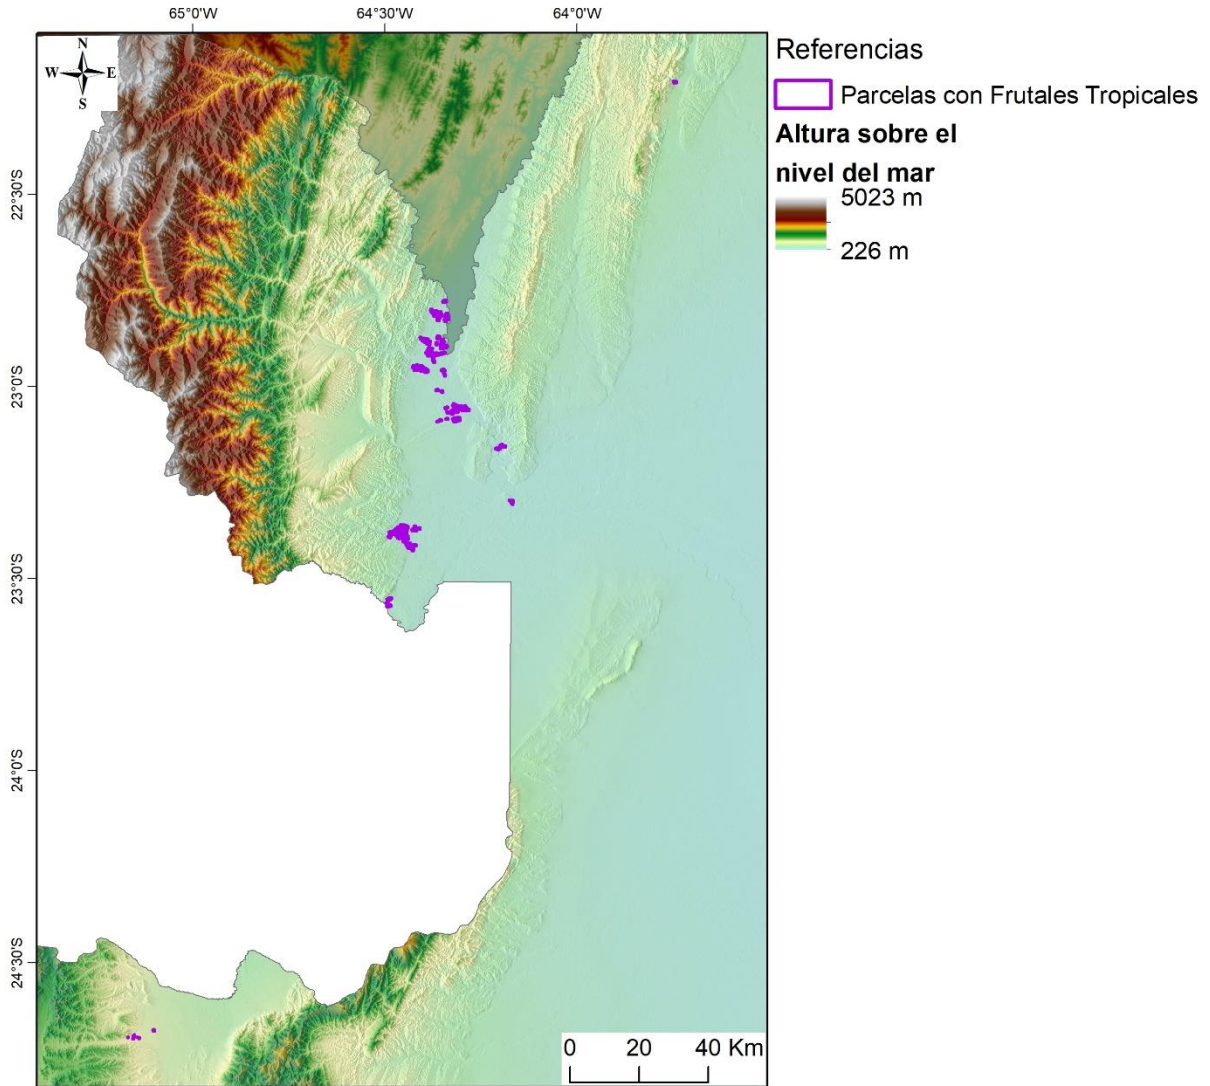 65°0'W 64°30'W 64°0'W
N
W E
S
22°30'S
23°0'S
23°30'S
24°0'S
24°30'S
Referencias
Parcelas con Frutales Tropicales
Altura sobre el
nivel del mar
5023 m
226 m
0 20 40 Km